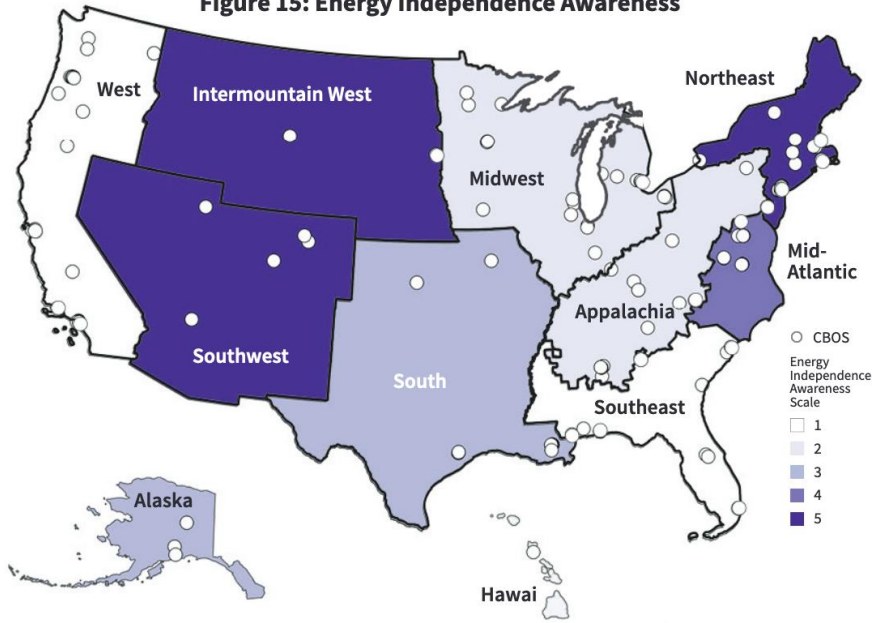 Figure 15: Energy Independence Awareness
West
Intermountain West
Northeast
Midwest
Mid-
Atlantic
Appalachia
CBOS
Southwest
South
Southeast
Energy
Independence
Awareness
Scale
1
2
3
4
5
Alaska
Hawai